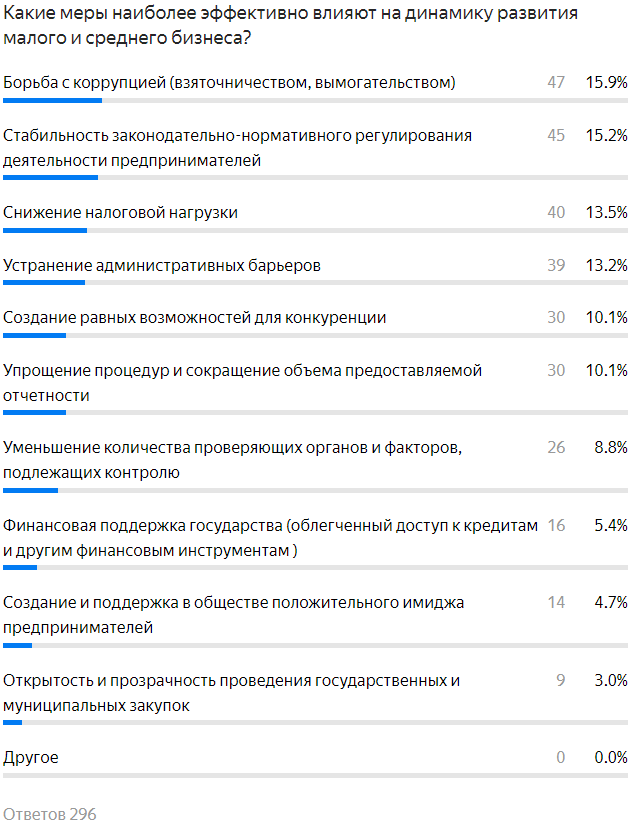 Какие меры наиболее эффективно влияют на динамику развития
малого и среднего бизнеса?
Борьба с коррупцией (взяточничеством, вымогательством) 47 15.9%
Стабильность законодательно-нормативного регулирования 45 15.2%
деятельности предпринимателей
Снижение налоговой нагрузки 40 13.5%
Устранение административных барьеров 39 13.2%
Создание равных возможностей для конкуренции 30 10.1%
Упрощение процедур и сокращение объема предоставляемой 30 10.1%
отчетности
Уменьшение количества проверяющих органов и факторов, 26 8.8%
подлежащих контролю
Финансовая поддержка государства (облегченный доступ к кредитам 16 5.4%
и другим финансовым инструментам )
Создание и поддержка в обществе положительного имиджа 14 4.7%
предпринимателей
Открытость и прозрачность проведения государственных и 9 3.0%
муниципальных закупок
Другое 0 0.0%
Ответов 296